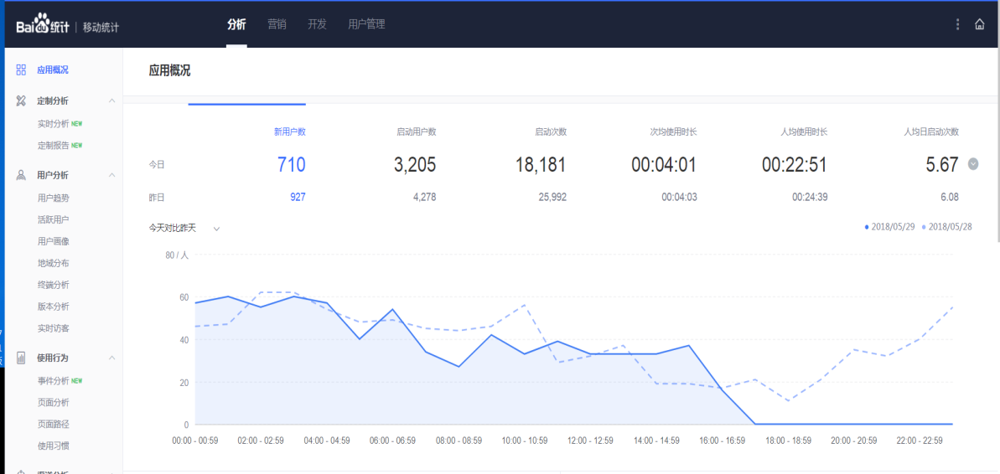 Bai du 统计 | 移动统计
分析 营销 开发 用户管理
应用概况
定制分析
实时分析 NEW
定制报告 NEW
用户分析
用户趋势
活跃用户
用户画像
地域分布
终端分析
版本分析
实时访客
使用行为
事件分析 NEW
页面分析
页面路径
使用习惯
应用概况
新用户数 启动用户数 启动次数 次均使用时长 人均使用时长 人均日启动次数
今日 710 3,205 18,181 00:04:01 00:22:51 5.67
昨日 927 4,278 25,992 00:04:03 00:24:39 6.08
今天对比昨天
2018/05/29 2018/05/28
80 / 人
60
40
20
0
00:00 - 00:59 02:00 - 02:59 04:00 - 04:59 06:00 - 06:59 08:00 - 08:59 10:00 - 10:59 12:00 - 12:59 14:00 - 14:59 16:00 - 16:59 18:00 - 18:59 20:00 - 20:59 22:00 - 22:59